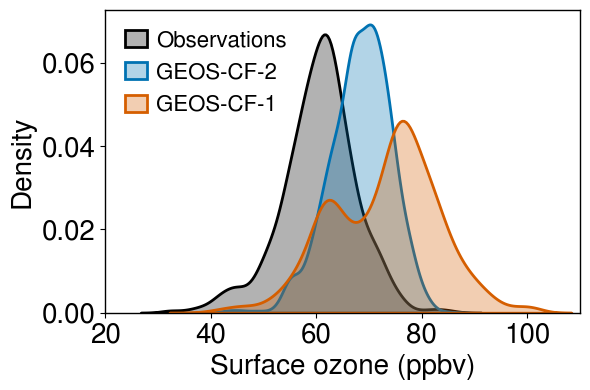 Observations
GEOS-CF-2
GEOS-CF-1
Density
0.06
0.04
0.02
0.00
20 40 60 80 100
Surface ozone (ppbv)